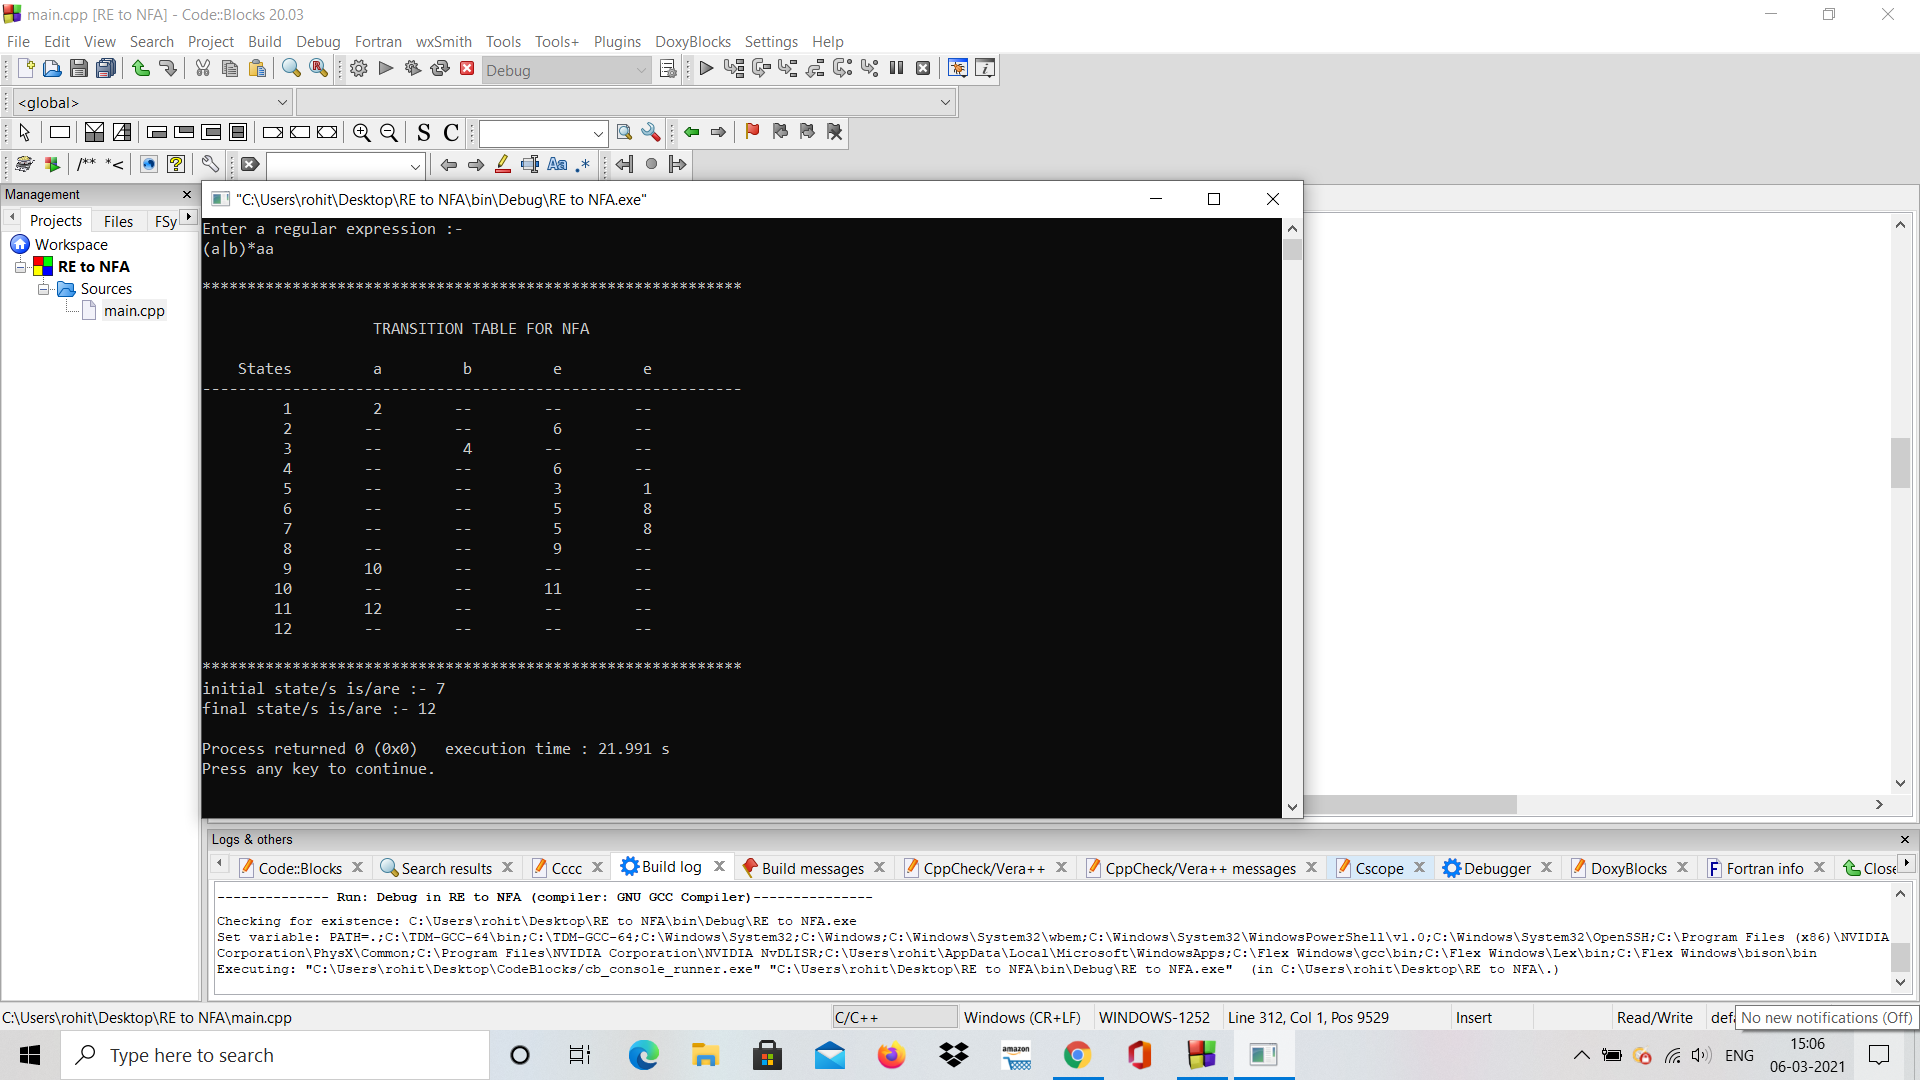 main.cpp [RE to NFA] - Code::Blocks 20.03
File Edit View Search Project Build Debug Fortran wxSmith Tools Tools+ Plugins DoxyBlocks Settings Help
Debug
<global>
S C
/** *<
Aa .*
Management
Projects Files FSy
Workspace
RE to NFA
Sources
main.cpp
"C:\Users\rohit\Desktop\RE to NFA\bin\Debug\RE to NFA.exe"
Enter a regular expression :-
(a|b)*aa
************************************************************
TRANSITION TABLE FOR NFA
States a b e e
------------------------------------------------------------
1 2 -- -- --
2 -- -- 6 --
3 -- 4 -- --
4 -- -- 6 --
5 -- -- 3 1
6 -- -- 5 8
7 -- -- 5 8
8 -- -- 9 --
9 10 -- -- --
10 -- -- 11 --
11 12 -- -- --
12 -- -- -- --
************************************************************
initial state/s is/are :- 7
final state/s is/are :- 12
Process returned 0 (0x0)   execution time : 21.991 s
Press any key to continue.
Logs & others
Code::Blocks Search results Cccc Build log Build messages CppCheck/Vera++ CppCheck/Vera++ messages Cscope Debugger DoxyBlocks Fortran info Close
-------------- Run: Debug in RE to NFA (compiler: GNU GCC Compiler)---------------
Checking for existence: C:\Users\rohit\Desktop\RE to NFA\bin\Debug\RE to NFA.exe
Set variable: PATH=.;C:\TDM-GCC-64\bin;C:\TDM-GCC-64;C:\Windows\System32;C:\Windows;C:\Windows\System32\wbem;C:\Windows\System32\WindowsPowerShell\v1.0;C:\Windows\System32\OpenSSH;C:\Program Files (x86)\NVIDIA
Corporation\PhysX\Common;C:\Program Files\NVIDIA Corporation\NVIDIA NvDLISR;C:\Users\rohit\AppData\Local\Microsoft\WindowsApps;C:\Flex Windows\gcc\bin;C:\Flex Windows\Lex\bin;C:\Flex Windows\bison\bin
Executing: "C:\Users\rohit\Desktop\CodeBlocks/cb_console_runner.exe" "C:\Users\rohit\Desktop\RE to NFA\bin\Debug\RE to NFA.exe"  (in C:\Users\rohit\Desktop\RE to NFA\.)
C:\Users\rohit\Desktop\RE to NFA\main.cpp C/C++ Windows (CR+LF) WINDOWS-1252 Line 312, Col 1, Pos 9529 Insert Read/Write defa No new notifications (Off)
Type here to search
amazon
ENG
15:06
06-03-2021